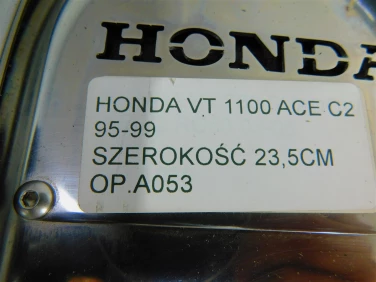 HONDA
HONDA VT 1100 ACE C2
95-99
SZEROKOŚĆ 23,5CM
OP.A053